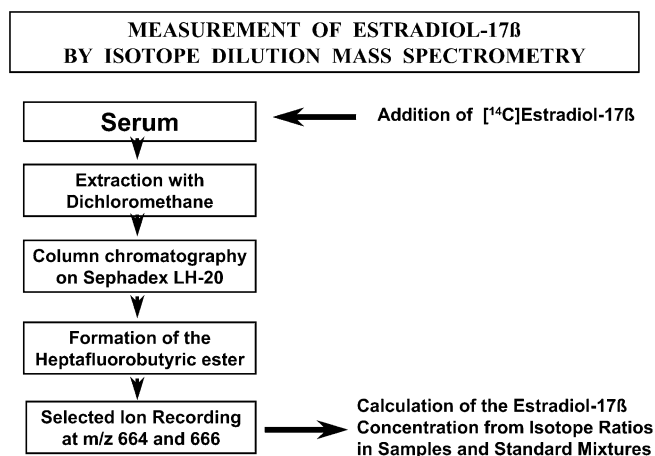 MEASUREMENT OF ESTRADIOL-17ß
BY ISOTOPE DILUTION MASS SPECTROMETRY
Serum
Addition of [¹⁴C]Estradiol-17ß
Extraction with
Dichloromethane
Column chromatography
on Sephadex LH-20
Formation of the
Heptafluorobutyric ester
Selected Ion Recording
at m/z 664 and 666
Calculation of the Estradiol-17ß
Concentration from Isotope Ratios
in Samples and Standard Mixtures